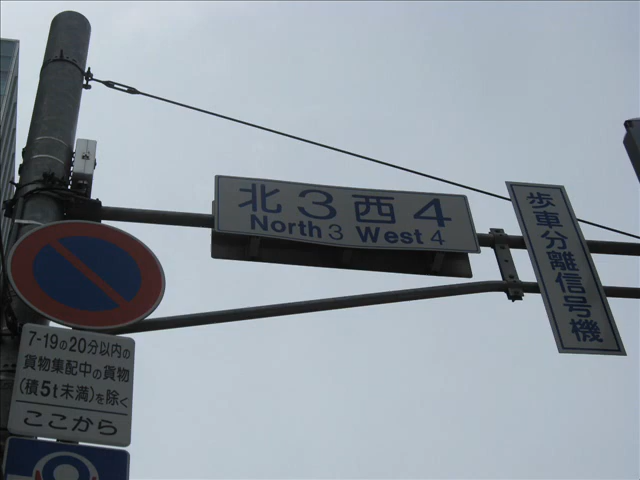 北3西4
North 3 West 4
歩車分離信号機
7-19の20分以内の
貨物集配中の貨物
(積5t未満)を除く
ここから